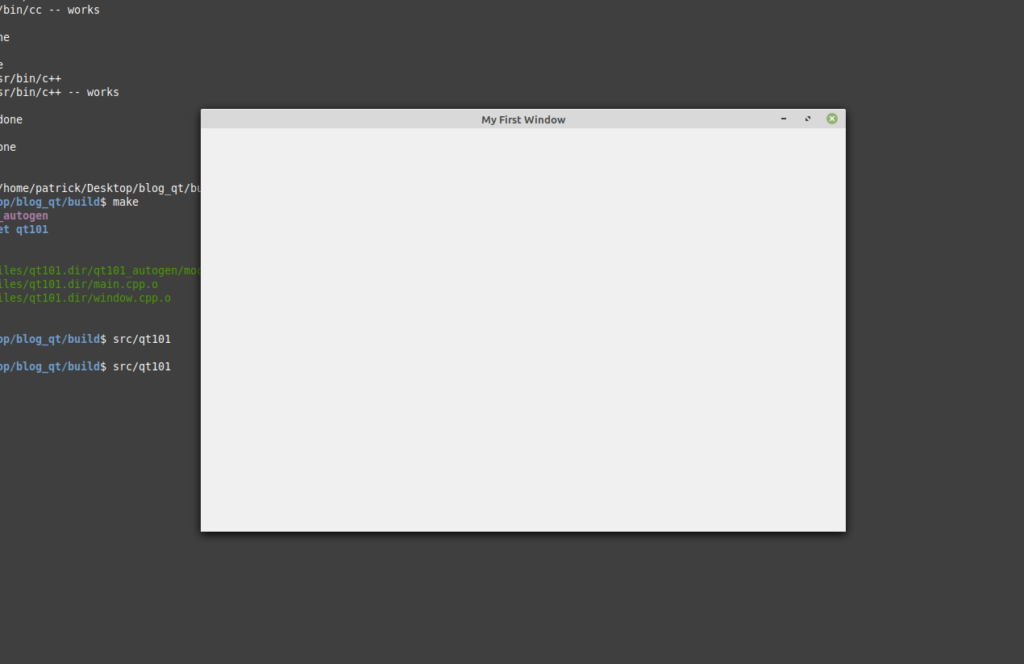 /bin/cc -- works
ne
e
sr/bin/c++
sr/bin/c++ -- works
done
one
My First Window
/home/patrick/Desktop/blog_qt/bu
op/blog_qt/build$ make
_autogen
et qt101
iles/qt101.dir/qt101_autogen/moc
iles/qt101.dir/main.cpp.o
iles/qt101.dir/window.cpp.o
op/blog_qt/build$ src/qt101
op/blog_qt/build$ src/qt101